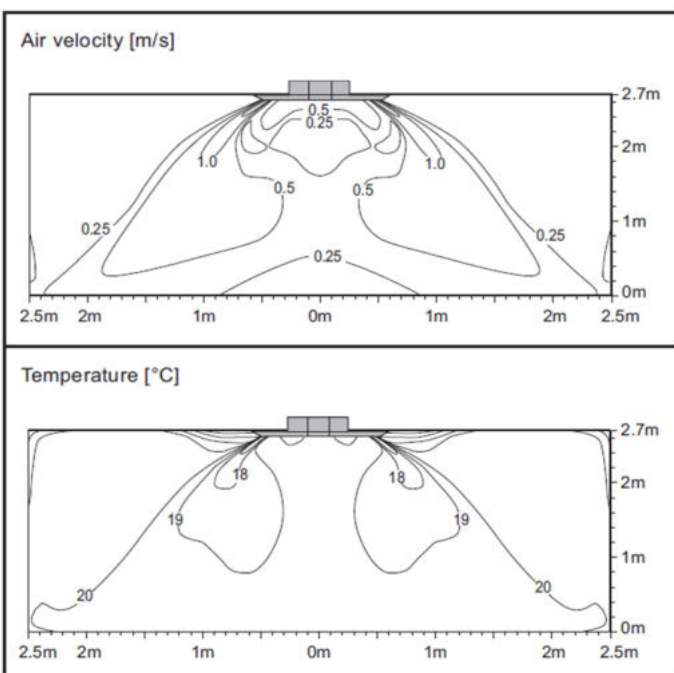 Air velocity [m/s]
2.7m
0.5
0.25
2m
1.0 1.0
0.5 0.5
1m
0.25 0.25
0.25
0m
2.5m 2m 1m 0m 1m 2m 2.5m
Temperature [°C]
2.7m
18 18
2m
19 19
1m
20 20
0m
2.5m 2m 1m 0m 1m 2m 2.5m